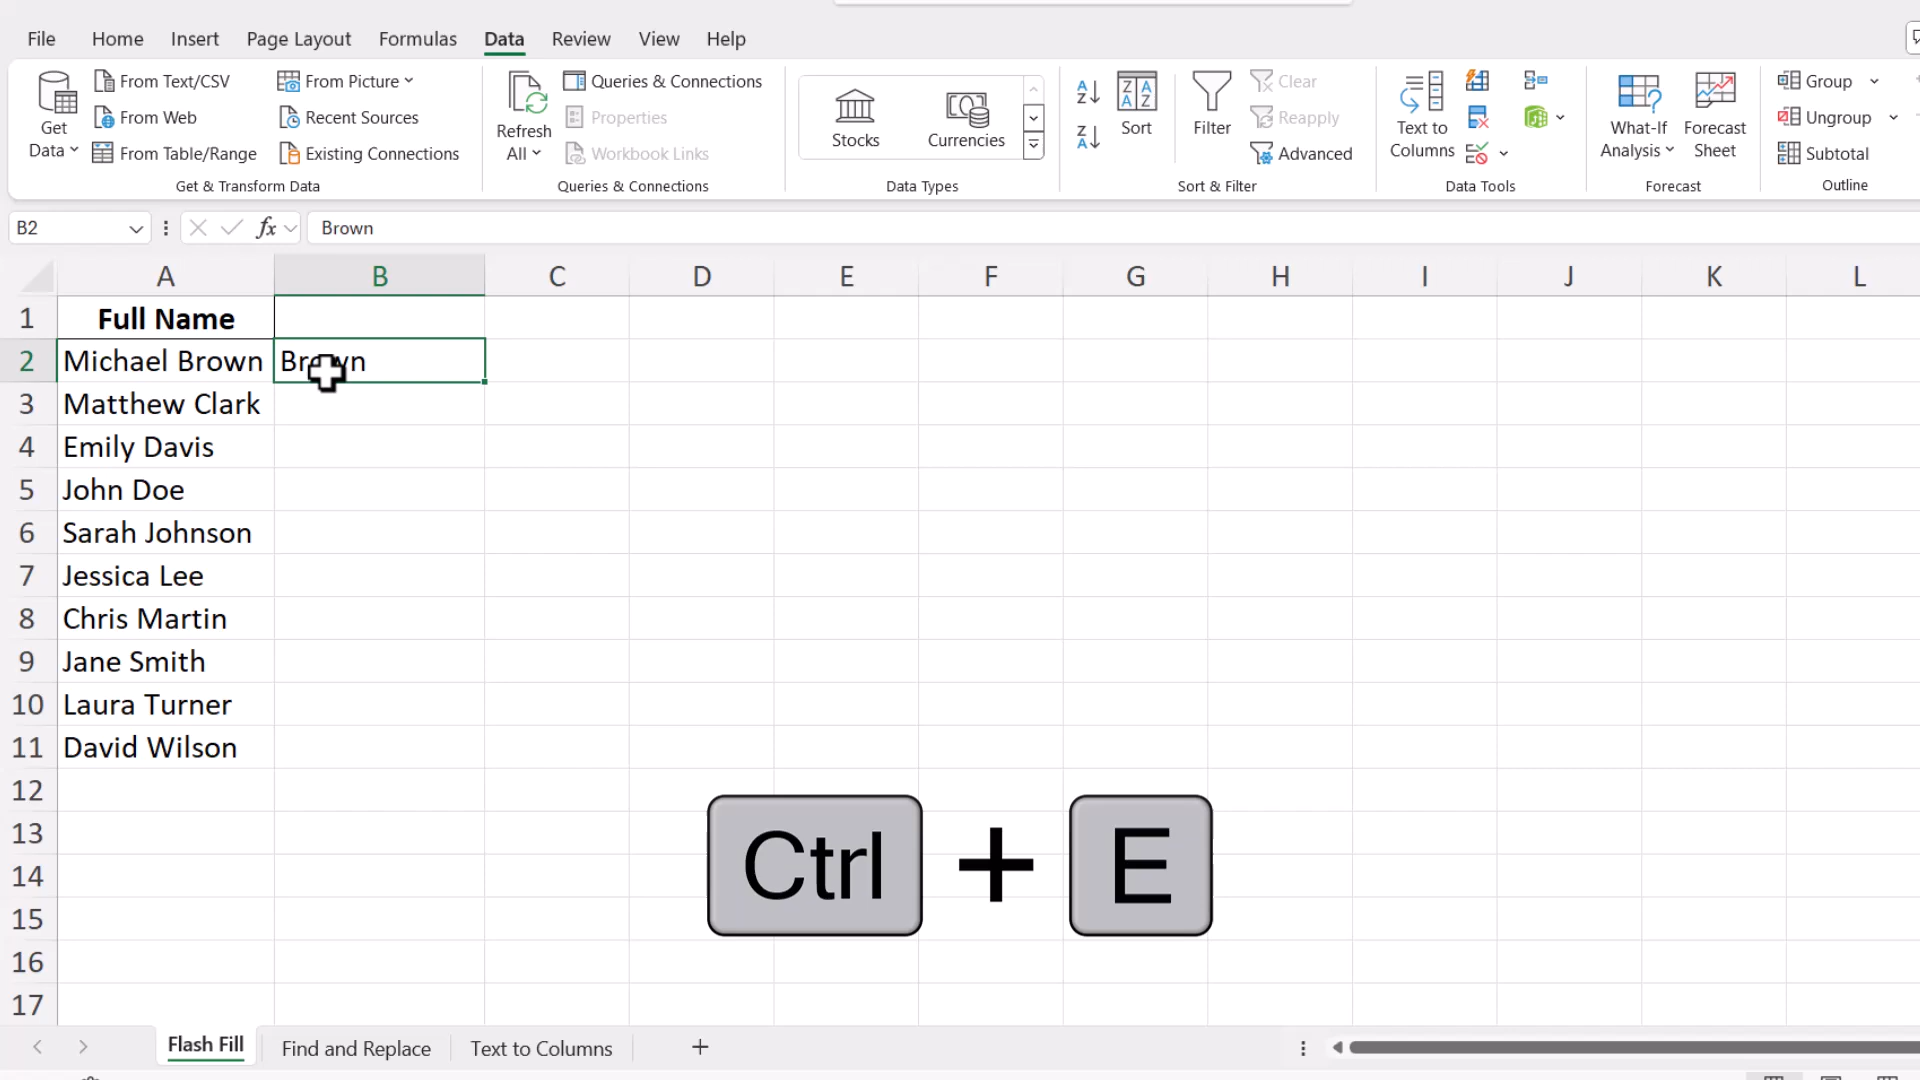 File Home Insert Page Layout Formulas Data Review View Help
Get Data
From Text/CSV
From Web
From Table/Range
From Picture
Recent Sources
Existing Connections
Get & Transform Data
Refresh All
Queries & Connections
Properties
Workbook Links
Queries & Connections
Stocks
Currencies
Data Types
Sort
Filter
Clear
Reapply
Advanced
Sort & Filter
Text to Columns
Data Tools
What-If Analysis
Forecast Sheet
Forecast
Group
Ungroup
Subtotal
Outline
B2 fx Brown
A B C D E F G H I J K L
1 Full Name
2 Michael Brown Brown
3 Matthew Clark
4 Emily Davis
5 John Doe
6 Sarah Johnson
7 Jessica Lee
8 Chris Martin
9 Jane Smith
10 Laura Turner
11 David Wilson
12
13
14
15
16
17
Ctrl + E
Flash Fill Find and Replace Text to Columns +